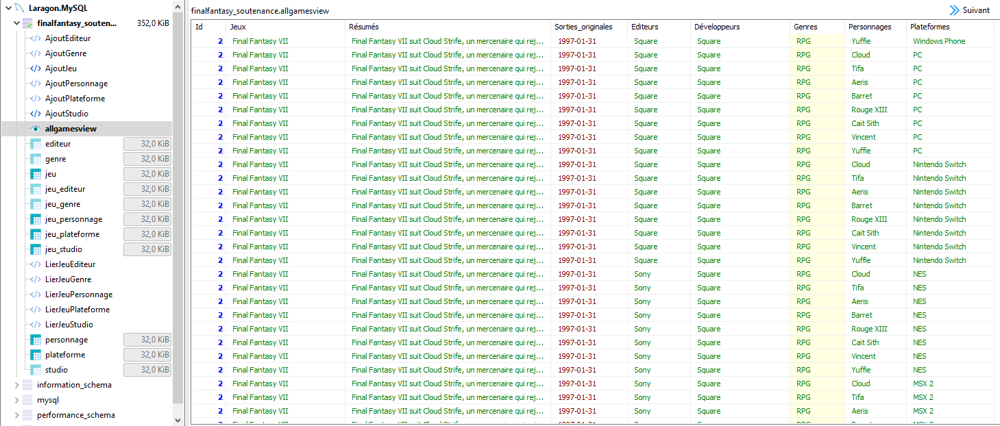 Laragon.MySQL
finalfantasy_souten... 352,0 KiB
AjoutEditeur
AjoutGenre
AjoutJeu
AjoutPersonnage
AjoutPlateforme
AjoutStudio
allgamesview
editeur 32,0 KiB
genre 32,0 KiB
jeu 32,0 KiB
jeu_editeur 32,0 KiB
jeu_genre 32,0 KiB
jeu_personnage 32,0 KiB
jeu_plateforme 32,0 KiB
jeu_studio 32,0 KiB
LierJeuEditeur
LierJeuGenre
LierJeuPersonnage
LierJeuPlateforme
LierJeuStudio
personnage 32,0 KiB
plateforme 32,0 KiB
studio 32,0 KiB
information_schema
mysql
performance_schema
finalfantasy_soutenance.allgamesview Suivant
Id Jeux Résumés Sorties_originales Editeurs Développeurs Genres Personnages Plateformes
2 Final Fantasy VII Final Fantasy VII suit Cloud Strife, un mercenaire qui rej... 1997-01-31 Square Square RPG Yuffie Windows Phone
2 Final Fantasy VII Final Fantasy VII suit Cloud Strife, un mercenaire qui rej... 1997-01-31 Square Square RPG Cloud PC
2 Final Fantasy VII Final Fantasy VII suit Cloud Strife, un mercenaire qui rej... 1997-01-31 Square Square RPG Tifa PC
2 Final Fantasy VII Final Fantasy VII suit Cloud Strife, un mercenaire qui rej... 1997-01-31 Square Square RPG Aeris PC
2 Final Fantasy VII Final Fantasy VII suit Cloud Strife, un mercenaire qui rej... 1997-01-31 Square Square RPG Barret PC
2 Final Fantasy VII Final Fantasy VII suit Cloud Strife, un mercenaire qui rej... 1997-01-31 Square Square RPG Rouge XIII PC
2 Final Fantasy VII Final Fantasy VII suit Cloud Strife, un mercenaire qui rej... 1997-01-31 Square Square RPG Cait Sith PC
2 Final Fantasy VII Final Fantasy VII suit Cloud Strife, un mercenaire qui rej... 1997-01-31 Square Square RPG Vincent PC
2 Final Fantasy VII Final Fantasy VII suit Cloud Strife, un mercenaire qui rej... 1997-01-31 Square Square RPG Yuffie PC
2 Final Fantasy VII Final Fantasy VII suit Cloud Strife, un mercenaire qui rej... 1997-01-31 Square Square RPG Cloud Nintendo Switch
2 Final Fantasy VII Final Fantasy VII suit Cloud Strife, un mercenaire qui rej... 1997-01-31 Square Square RPG Tifa Nintendo Switch
2 Final Fantasy VII Final Fantasy VII suit Cloud Strife, un mercenaire qui rej... 1997-01-31 Square Square RPG Aeris Nintendo Switch
2 Final Fantasy VII Final Fantasy VII suit Cloud Strife, un mercenaire qui rej... 1997-01-31 Square Square RPG Barret Nintendo Switch
2 Final Fantasy VII Final Fantasy VII suit Cloud Strife, un mercenaire qui rej... 1997-01-31 Square Square RPG Rouge XIII Nintendo Switch
2 Final Fantasy VII Final Fantasy VII suit Cloud Strife, un mercenaire qui rej... 1997-01-31 Square Square RPG Cait Sith Nintendo Switch
2 Final Fantasy VII Final Fantasy VII suit Cloud Strife, un mercenaire qui rej... 1997-01-31 Square Square RPG Vincent Nintendo Switch
2 Final Fantasy VII Final Fantasy VII suit Cloud Strife, un mercenaire qui rej... 1997-01-31 Square Square RPG Yuffie Nintendo Switch
2 Final Fantasy VII Final Fantasy VII suit Cloud Strife, un mercenaire qui rej... 1997-01-31 Sony Square RPG Cloud NES
2 Final Fantasy VII Final Fantasy VII suit Cloud Strife, un mercenaire qui rej... 1997-01-31 Sony Square RPG Tifa NES
2 Final Fantasy VII Final Fantasy VII suit Cloud Strife, un mercenaire qui rej... 1997-01-31 Sony Square RPG Aeris NES
2 Final Fantasy VII Final Fantasy VII suit Cloud Strife, un mercenaire qui rej... 1997-01-31 Sony Square RPG Barret NES
2 Final Fantasy VII Final Fantasy VII suit Cloud Strife, un mercenaire qui rej... 1997-01-31 Sony Square RPG Rouge XIII NES
2 Final Fantasy VII Final Fantasy VII suit Cloud Strife, un mercenaire qui rej... 1997-01-31 Sony Square RPG Cait Sith NES
2 Final Fantasy VII Final Fantasy VII suit Cloud Strife, un mercenaire qui rej... 1997-01-31 Sony Square RPG Vincent NES
2 Final Fantasy VII Final Fantasy VII suit Cloud Strife, un mercenaire qui rej... 1997-01-31 Sony Square RPG Yuffie NES
2 Final Fantasy VII Final Fantasy VII suit Cloud Strife, un mercenaire qui rej... 1997-01-31 Sony Square RPG Cloud MSX 2
2 Final Fantasy VII Final Fantasy VII suit Cloud Strife, un mercenaire qui rej... 1997-01-31 Sony Square RPG Tifa MSX 2
2 Final Fantasy VII Final Fantasy VII suit Cloud Strife, un mercenaire qui rej... 1997-01-31 Sony Square RPG Aeris MSX 2